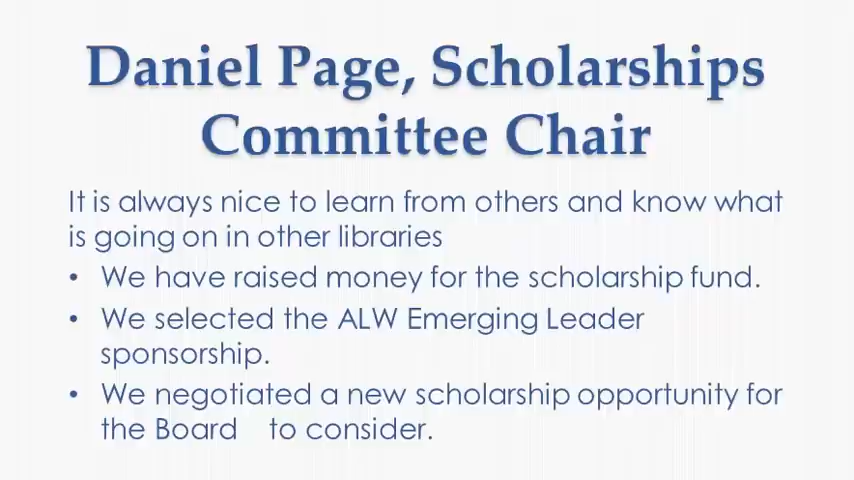 Daniel Page, Scholarships
Committee Chair
It is always nice to learn from others and know what
is going on in other libraries
• We have raised money for the scholarship fund.
• We selected the ALW Emerging Leader
sponsorship.
• We negotiated a new scholarship opportunity for
the Board    to consider.